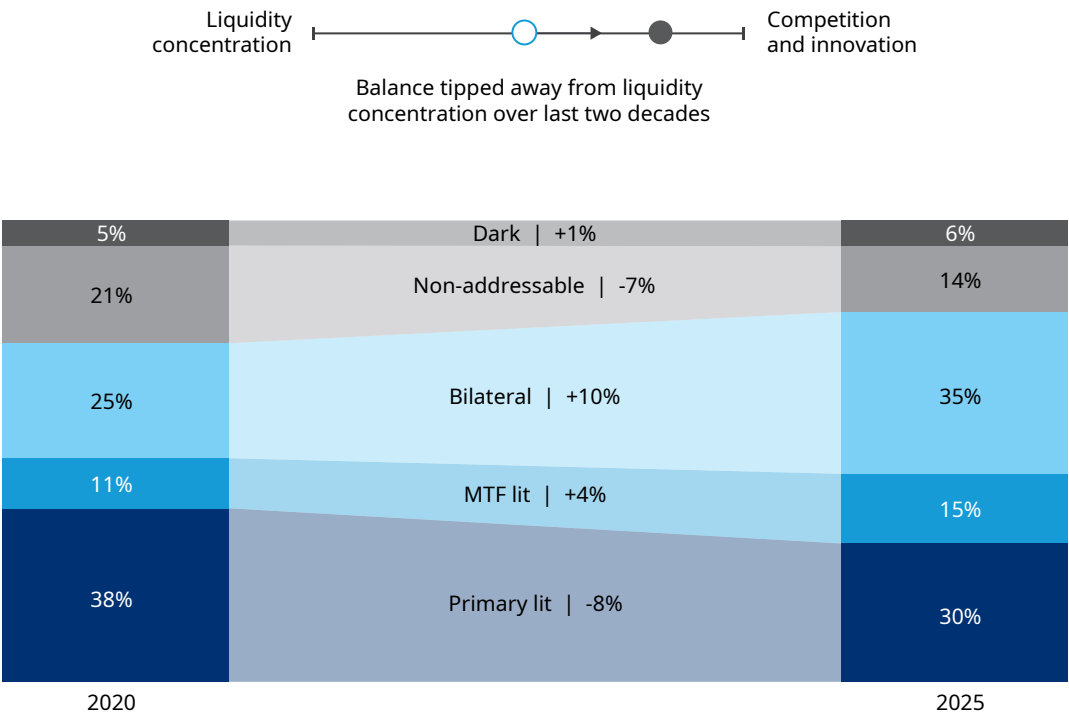 Liquidity
concentration
Competition
and innovation
Balance tipped away from liquidity
concentration over last two decades
5%
Dark | +1%
6%
21%
Non-addressable | -7%
14%
25%
Bilateral | +10%
35%
11%
MTF lit | +4%
15%
38%
Primary lit | -8%
30%
2020
2025